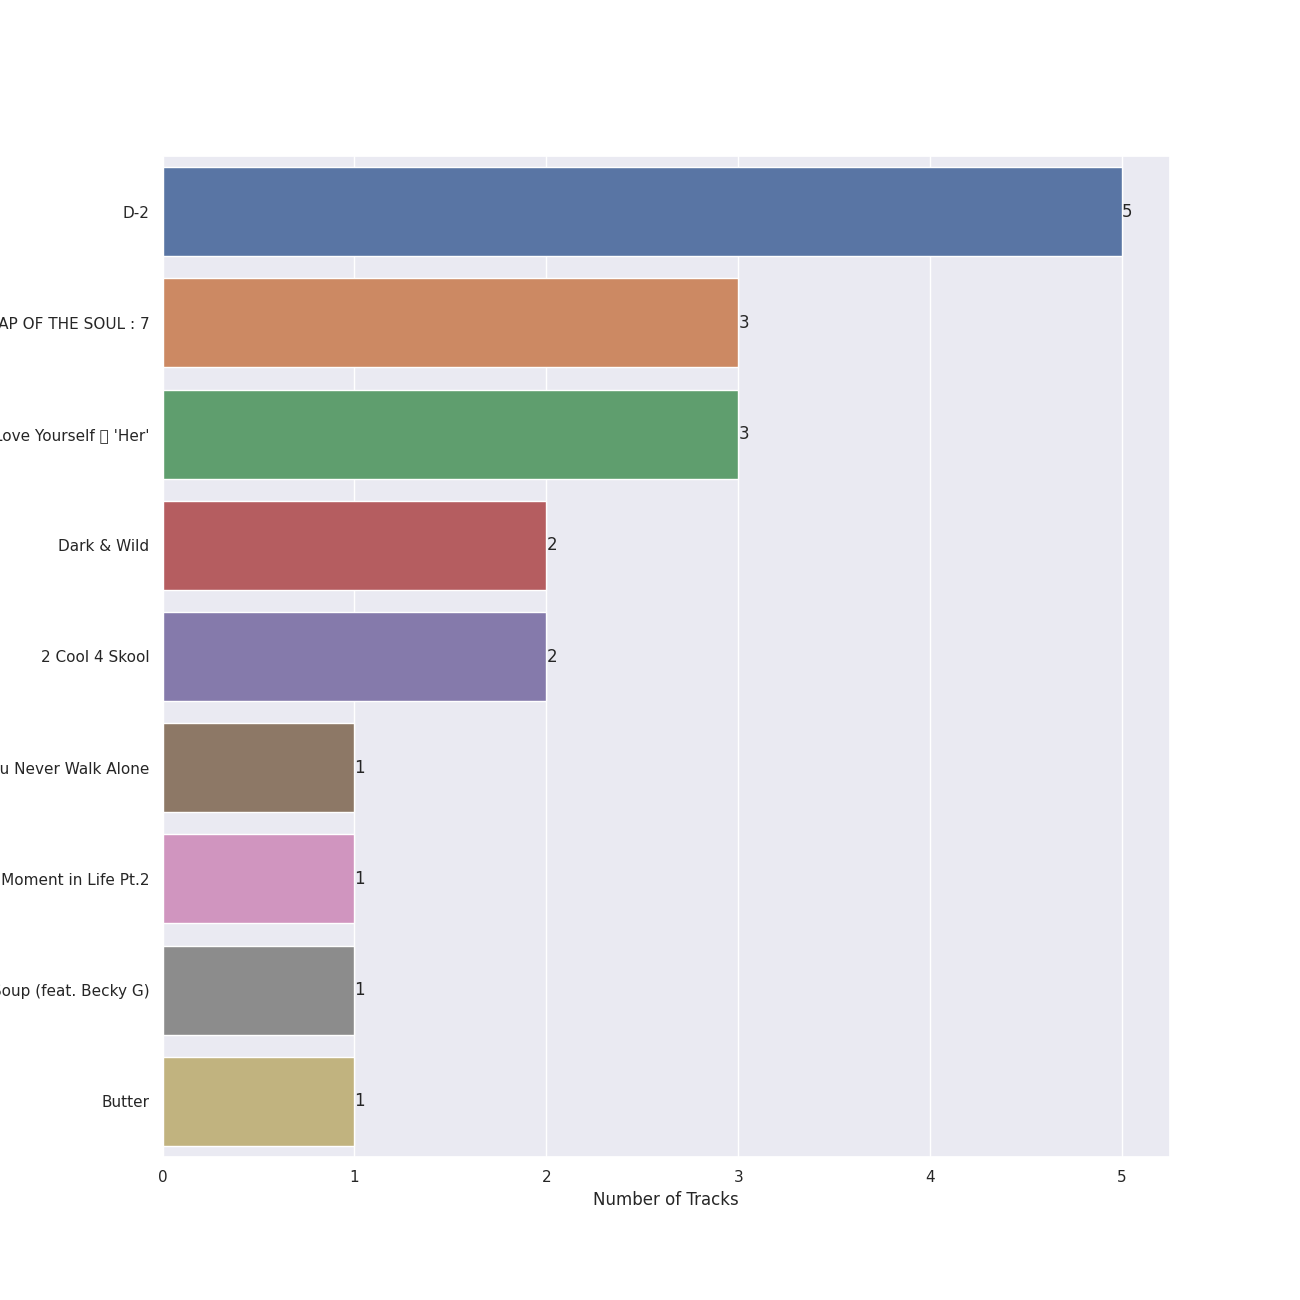 D-2
5
AP OF THE SOUL : 7
3
Love Yourself 'Her'
3
Dark & Wild
2
2 Cool 4 Skool
2
u Never Walk Alone
1
Moment in Life Pt.2
1
Soup (feat. Becky G)
1
Butter
1
0 1 2 3 4 5
Number of Tracks